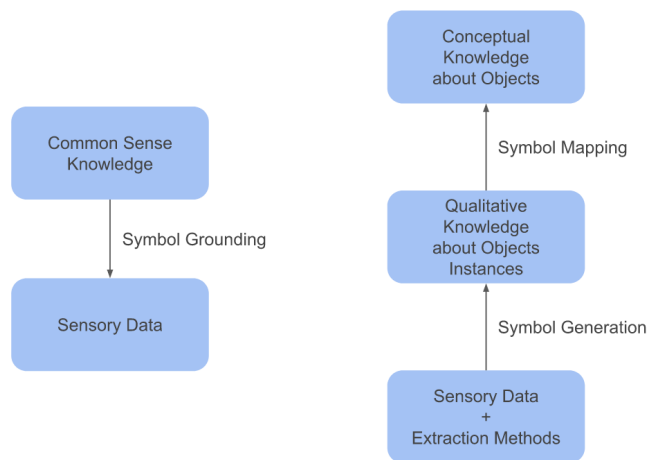 Common Sense
Knowledge
Symbol Grounding
Sensory Data
Conceptual
Knowledge
about Objects
Symbol Mapping
Qualitative
Knowledge
about Objects
Instances
Symbol Generation
Sensory Data
+
Extraction Methods